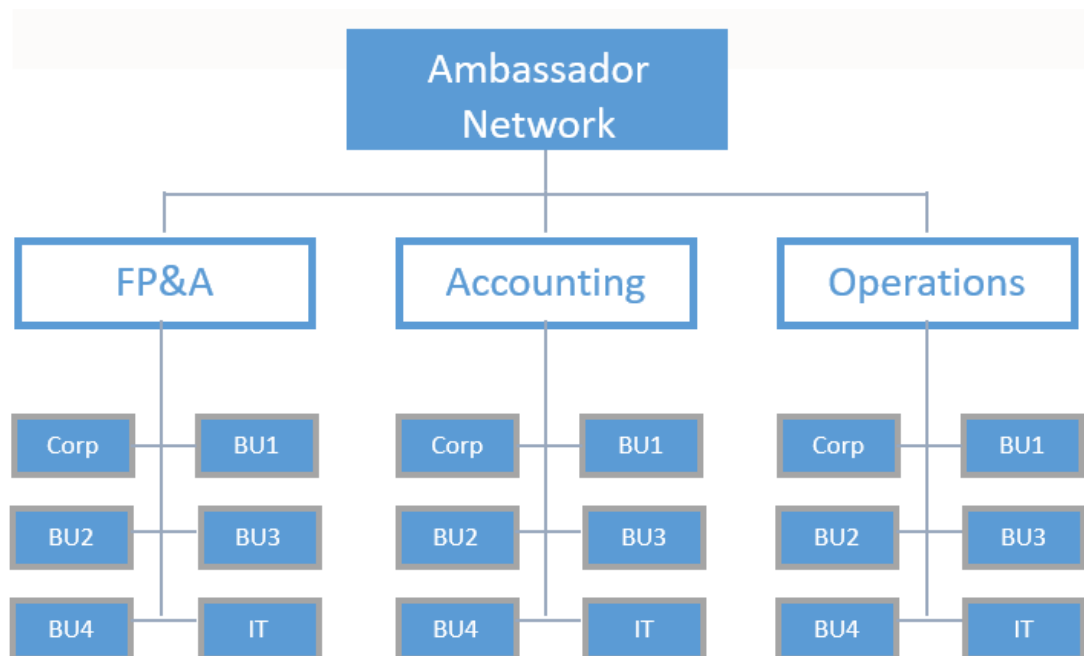 Ambassador
Network
FP&A
Accounting
Operations
Corp
BU1
Corp
BU1
Corp
BU1
BU2
BU3
BU2
BU3
BU2
BU3
BU4
IT
BU4
IT
BU4
IT